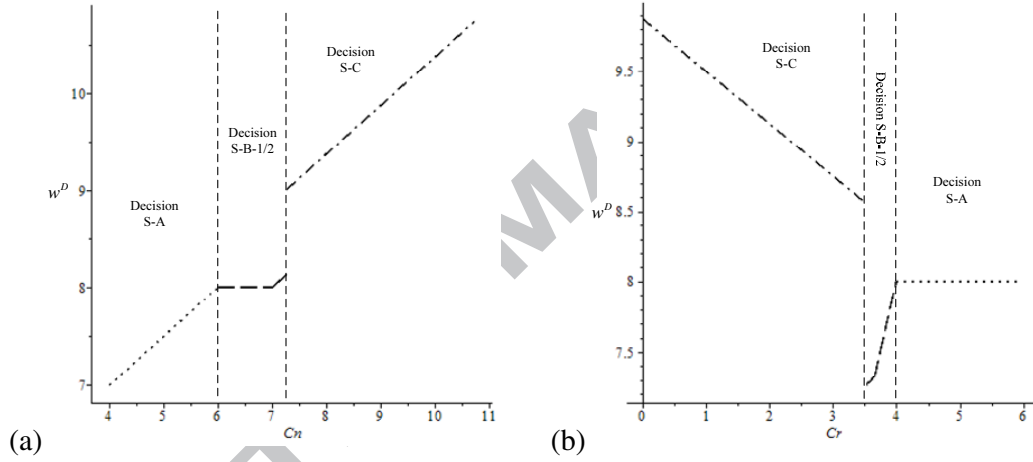 10
9
8
7
w^D
4 5 6 7 8 9 10 11
Cn
Decision
S-A
Decision
S-B-1/2
Decision
S-C
(a)
MA
9.5
9
8.5
8
7.5
w^D
0 1 2 3 4 5 6
Cr
Decision
S-C
Decision S-B-1/2
Decision
S-A
(b)